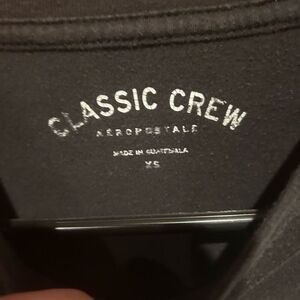 CLASSIC CREW
AEROPOSTALE
MADE IN GUATEMALA
XS